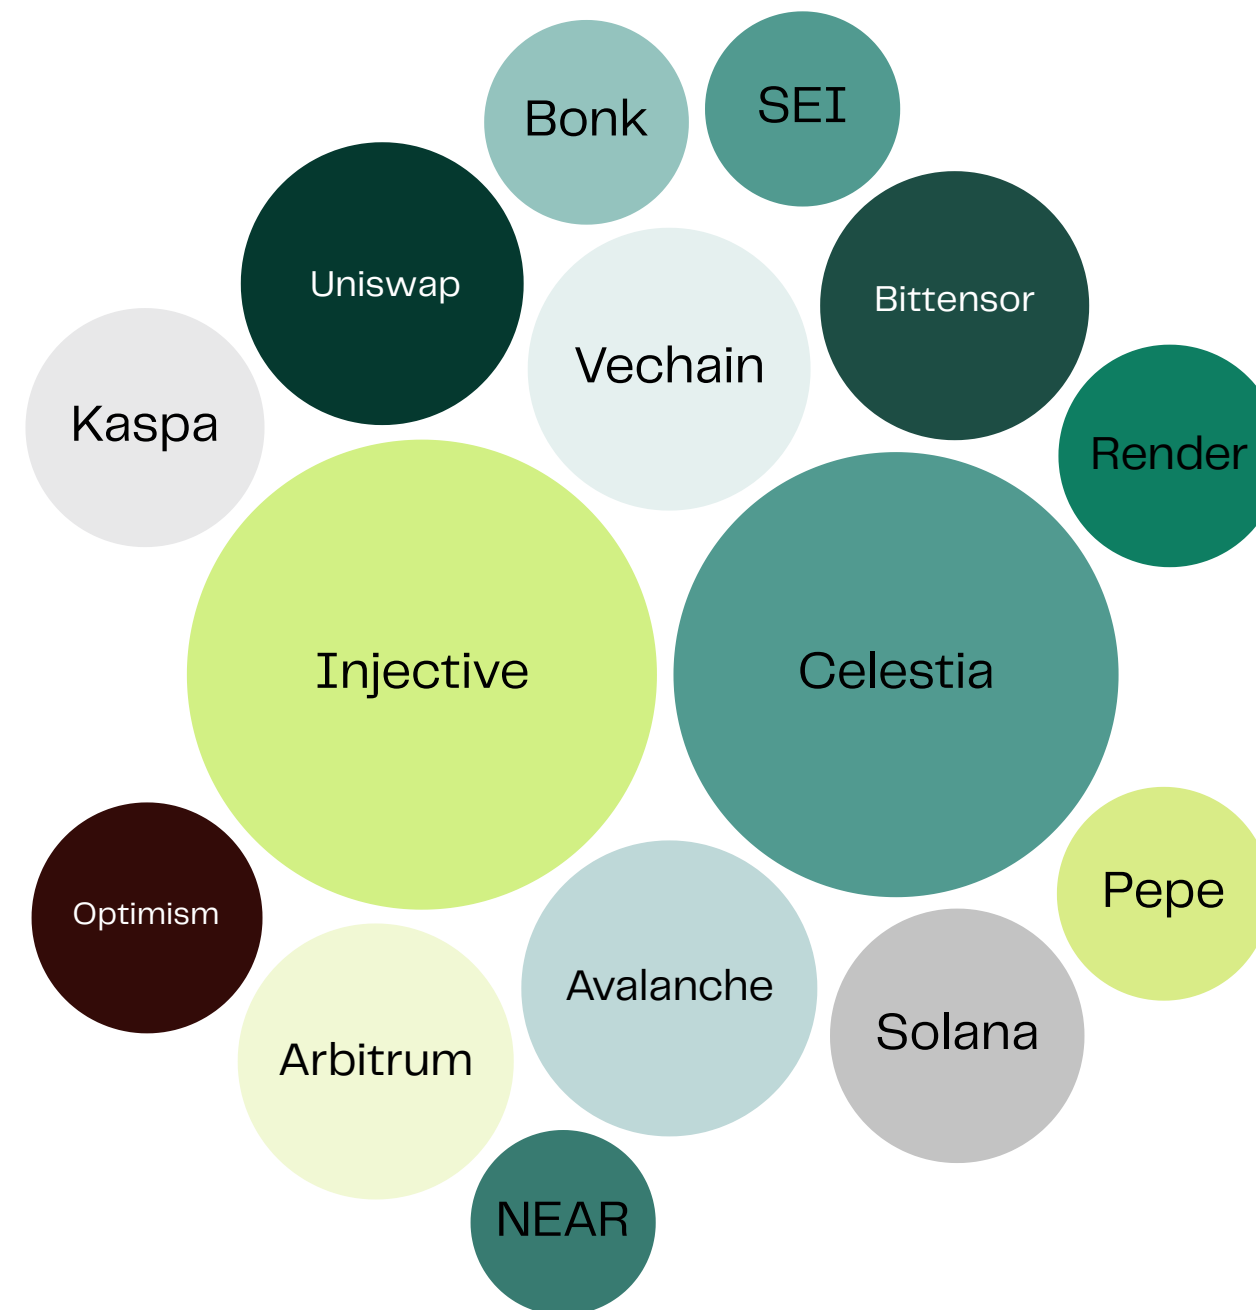 Bonk
SEI
Uniswap
Bittensor
Vechain
Kaspa
Render
Injective
Celestia
Optimism
Pepe
Avalanche
Solana
Arbitrum
NEAR